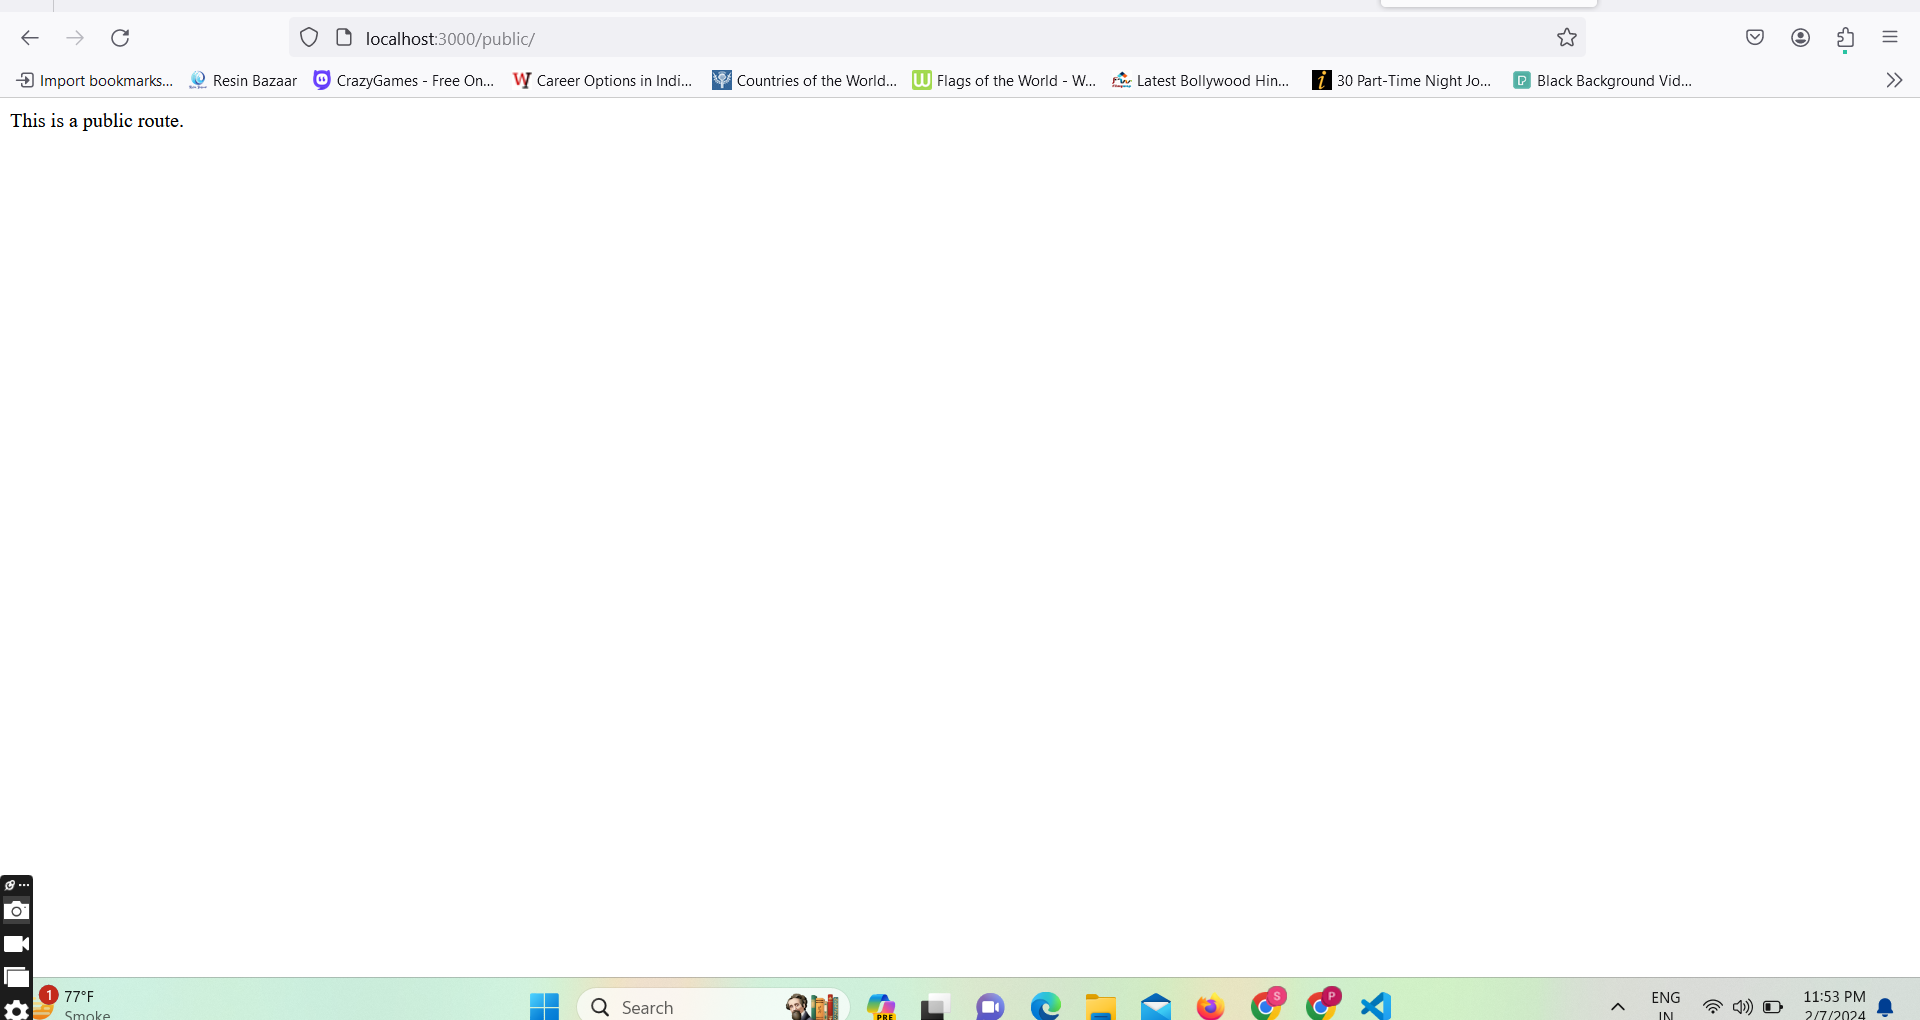 localhost:3000/public/
Import bookmarks... Resin Bazaar CrazyGames - Free On... Career Options in Indi... Countries of the World... Flags of the World - W... Latest Bollywood Hin... 30 Part-Time Night Jo... Black Background Vid...
This is a public route.
1 77°F
Smoke
Search
PRE
S
P
ENG
IN
11:53 PM
2/7/2024